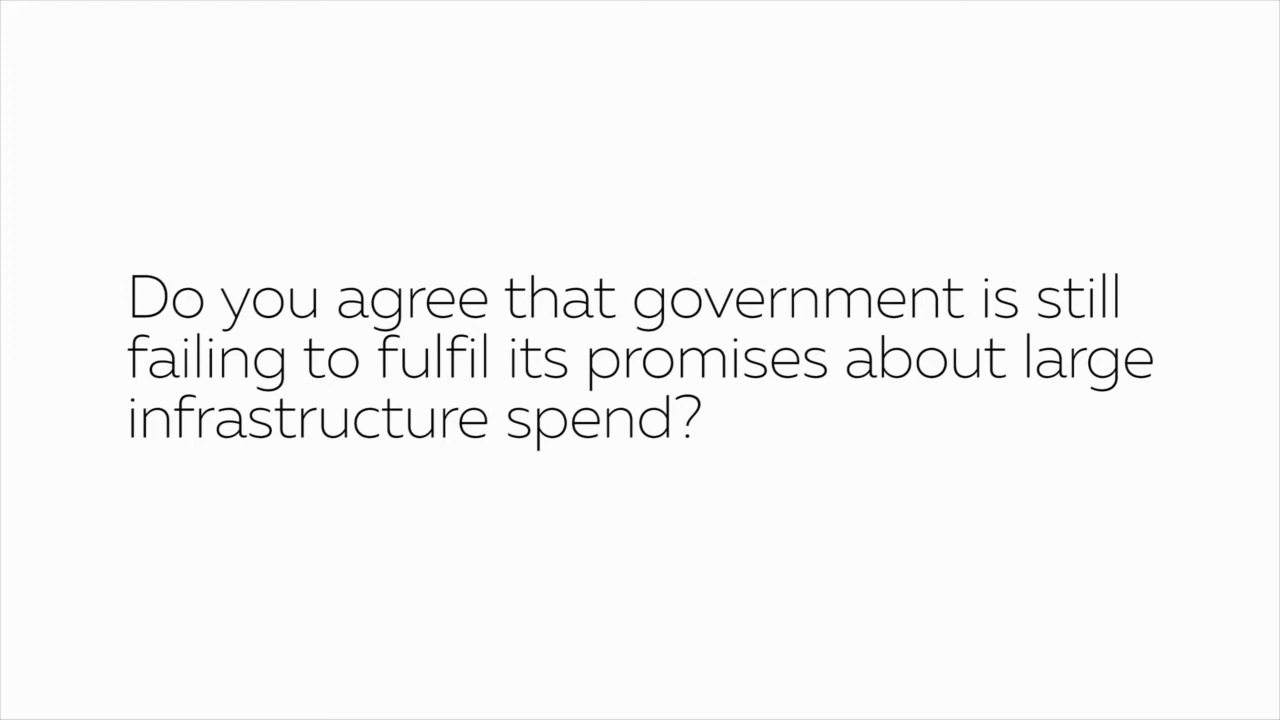 Do you agree that government is still
failing to fulfil its promises about large
infrastructure spend?